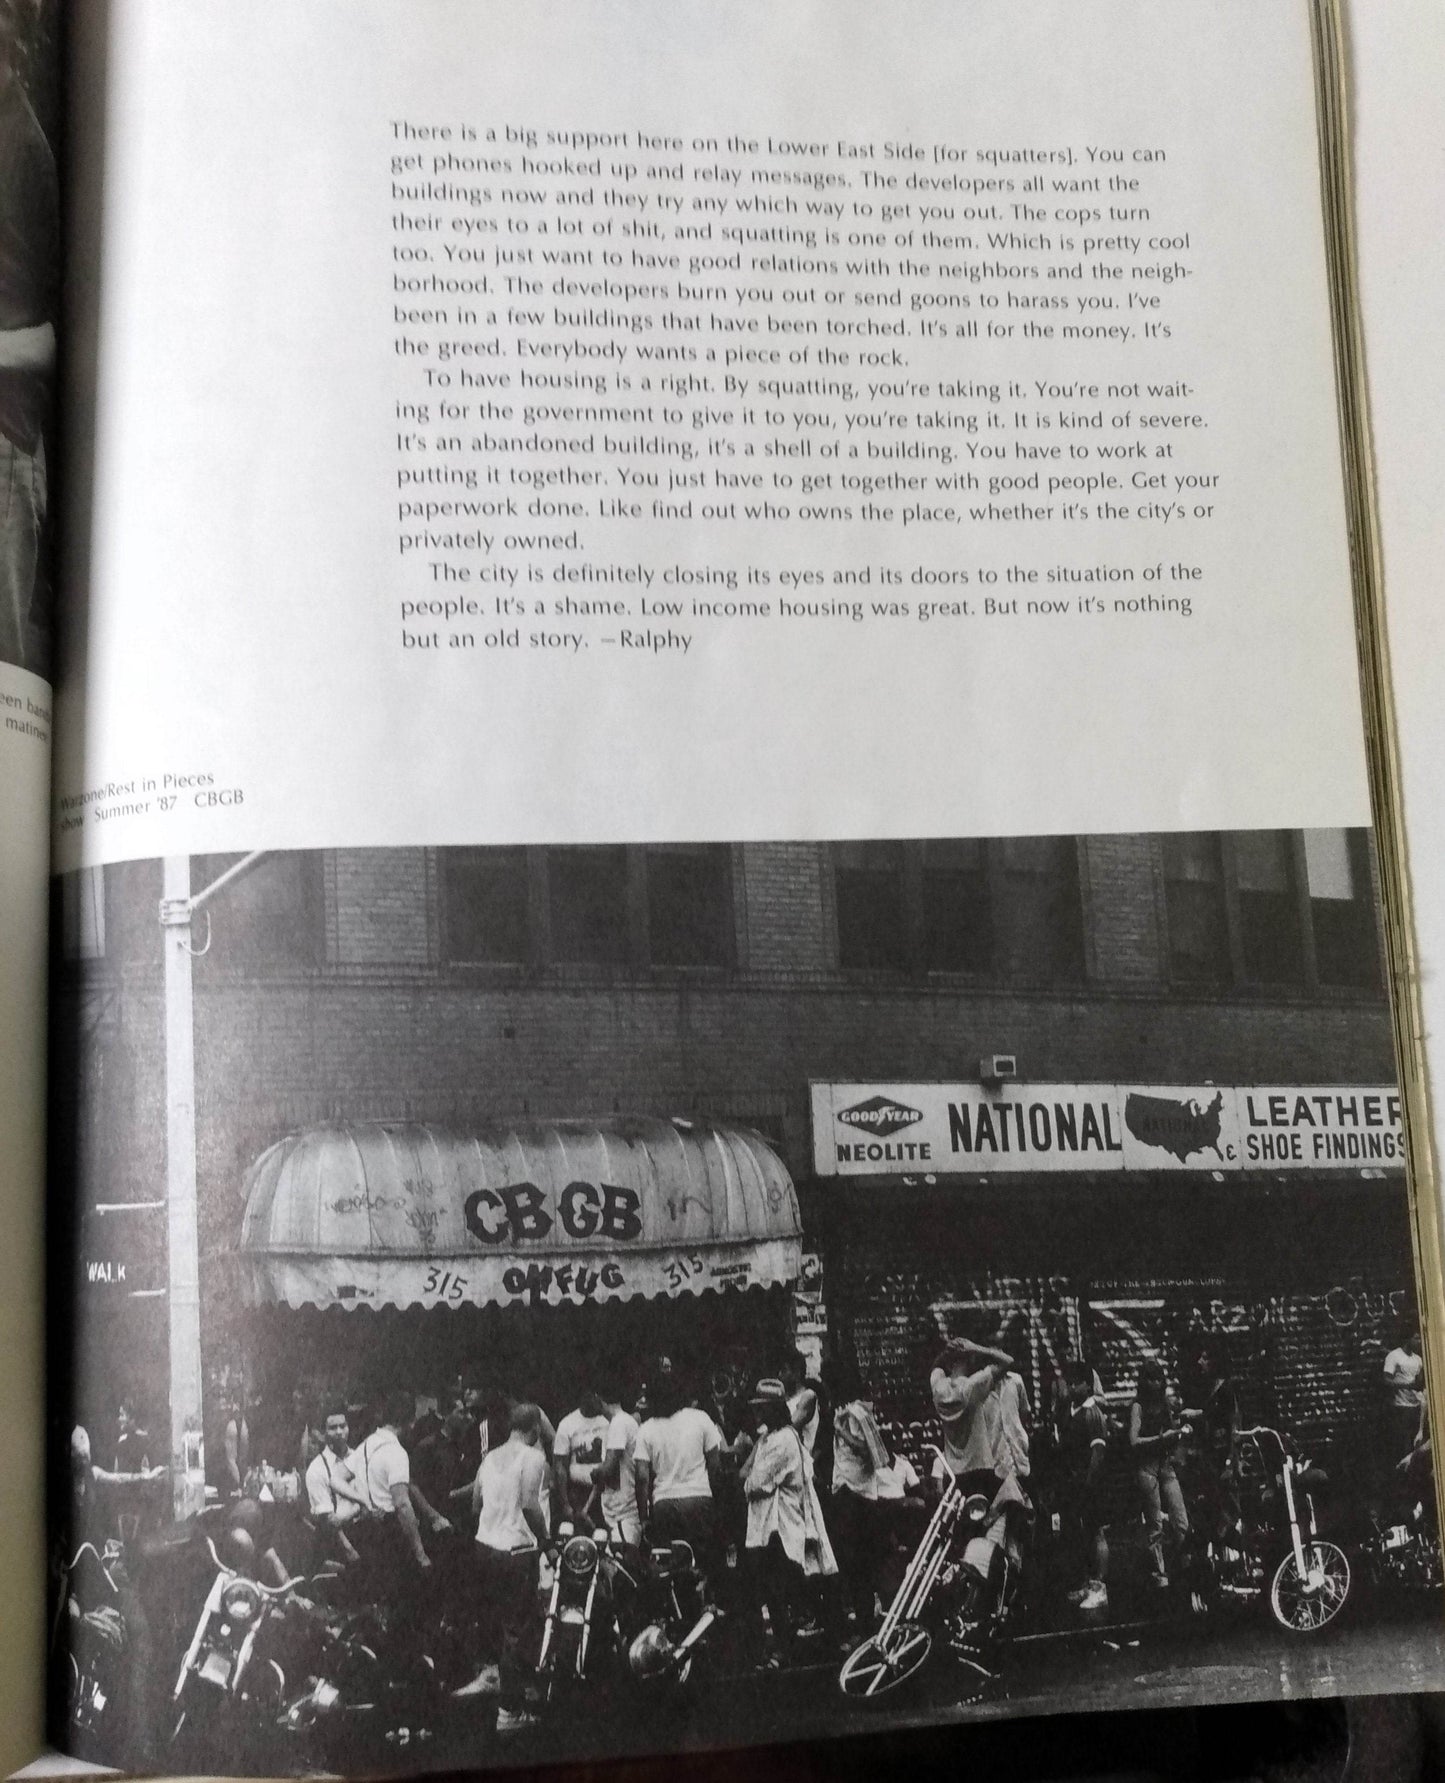 There is a big support here on the Lower East Side [for squatters]. You can
get phones hooked up and relay messages. The developers all want the
buildings now and they try any which way to get you out. The cops turn
their eyes to a lot of shit, and squatting is one of them. Which is pretty cool
too. You just want to have good relations with the neighbors and the neigh-
borhood. The developers burn you out or send goons to harass you. I've
been in a few buildings that have been torched. It's all for the money. It's
the greed. Everybody wants a piece of the rock.
To have housing is a right. By squatting, you're taking it. You're not wait-
ing for the government to give it to you, you're taking it. It is kind of severe.
It's an abandoned building, it's a shell of a building. You have to work at
putting it together. You just have to get together with good people. Get your
paperwork done. Like find out who owns the place, whether it's the city's or
privately owned.
The city is definitely closing its eyes and its doors to the situation of the
people. It's a shame. Low income housing was great. But now it's nothing
but an old story. —Ralphy
Warzone/Rest in Pieces
show Summer '87 CBGB
GOODYEAR
NEOLITE
NATIONAL
NATIONAL
LEATHER
& SHOE FINDINGS
CBGB
315 OMFUG 315
WALK